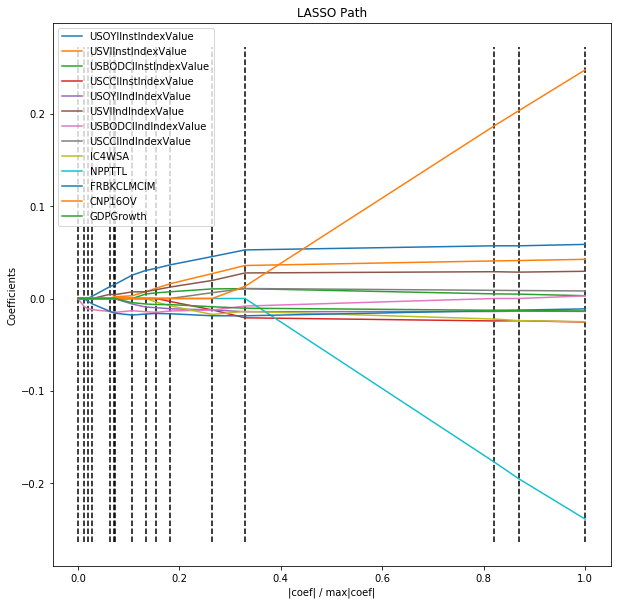 LASSO Path
USOYIInstIndexValue
USVIInstIndexValue
USBODCIInstIndexValue
USCCIInstIndexValue
USOYIIndIndexValue
USVIIndIndexValue
USBODCIIndIndexValue
USCCIIndIndexValue
IC4WSA
NPPTTL
FRBKCLMCIM
CNP16OV
GDPGrowth
0.2
0.1
0.0
−0.1
−0.2
Coefficients
0.0 0.2 0.4 0.6 0.8 1.0
|coef| / max|coef|